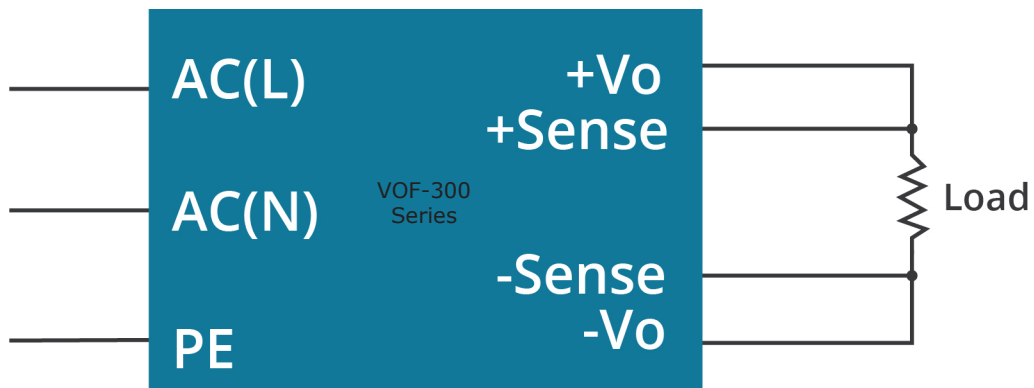 AC(L)
AC(N)
PE
VOF-300
Series
+Vo
+Sense
-Sense
-Vo
Load